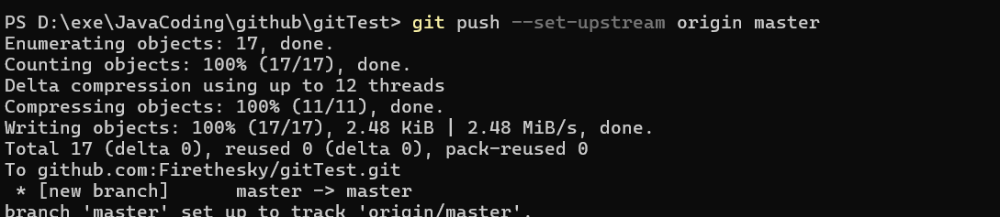 PS D:\exe\JavaCoding\github\gitTest> git push --set-upstream origin master
Enumerating objects: 17, done.
Counting objects: 100% (17/17), done.
Delta compression using up to 12 threads
Compressing objects: 100% (11/11), done.
Writing objects: 100% (17/17), 2.48 KiB | 2.48 MiB/s, done.
Total 17 (delta 0), reused 0 (delta 0), pack-reused 0
To github.com:Firethesky/gitTest.git
 * [new branch]      master -> master
branch 'master' set up to track 'origin/master'.